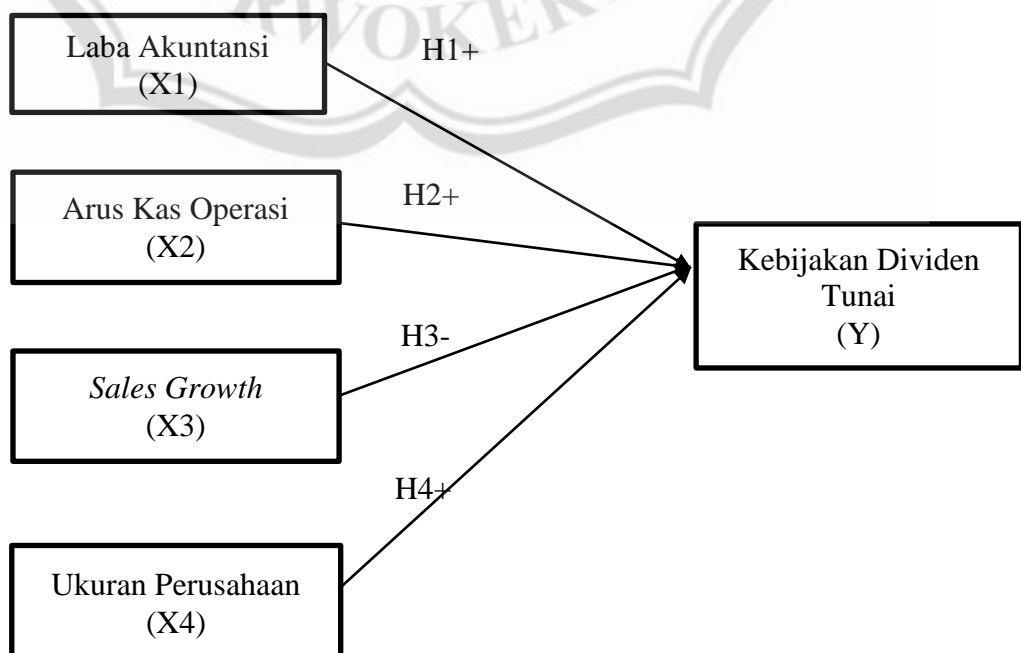 Laba Akuntansi
(X1)
H1+
Arus Kas Operasi
(X2)
H2+
Sales Growth
(X3)
H3-
Ukuran Perusahaan
(X4)
H4+
Kebijakan Dividen
Tunai
(Y)